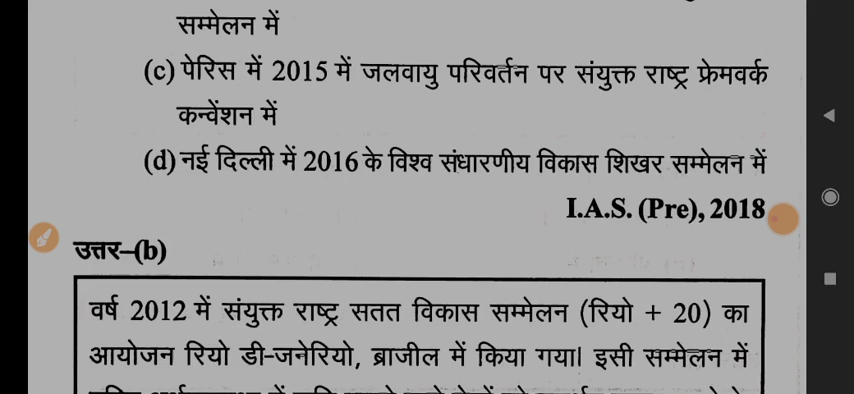 सम्मेलन में
(c) पेरिस में 2015 में जलवायु परिवर्तन पर संयुक्त राष्ट्र फ्रेमवर्क
कन्वेंशन में
(d) नई दिल्ली में 2016 के विश्व संधारणीय विकास शिखर सम्मेलन में
I.A.S. (Pre), 2018
उत्तर–(b)
वर्ष 2012 में संयुक्त राष्ट्र सतत विकास सम्मेलन (रियो + 20) का
आयोजन रियो डी-जनेरियो, ब्राजील में किया गया। इसी सम्मेलन में